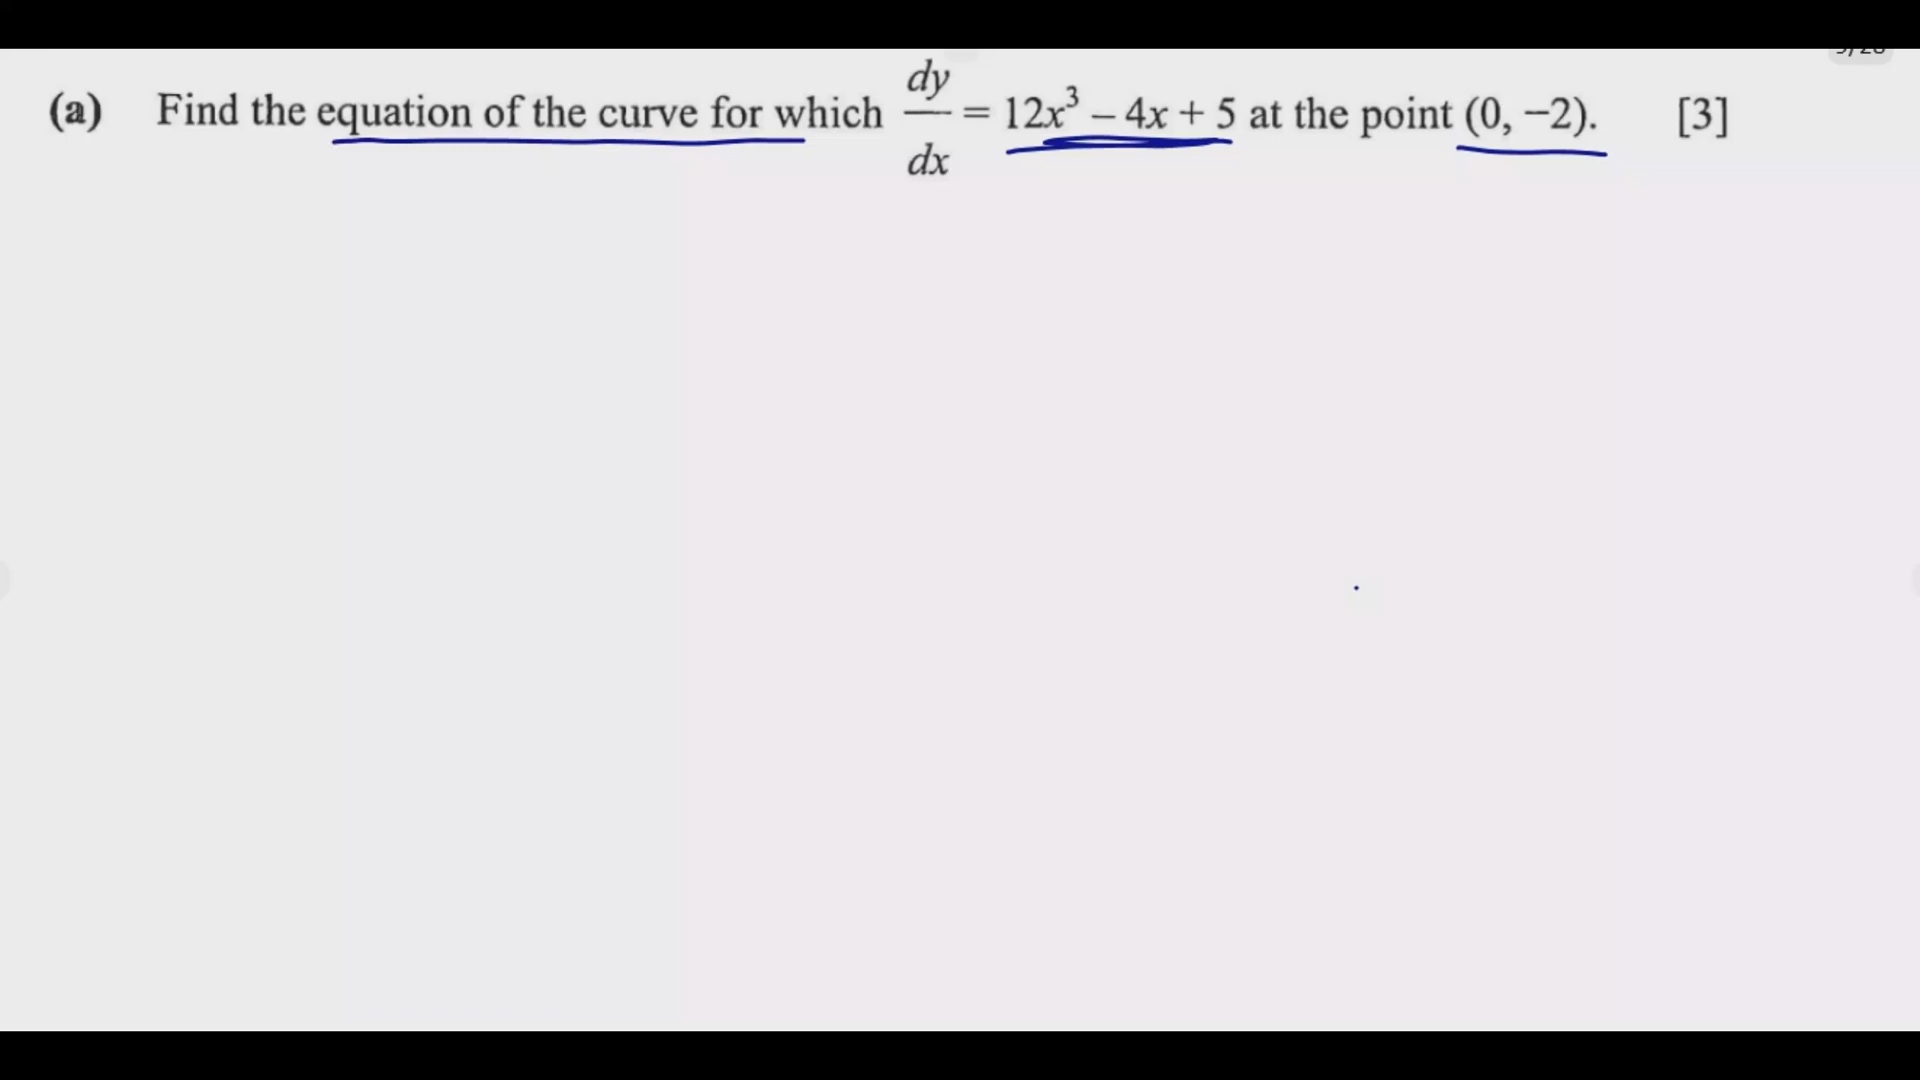 (a) Find the equation of the curve for which dy/dx = 12x³ – 4x + 5 at the point (0, −2). [3]